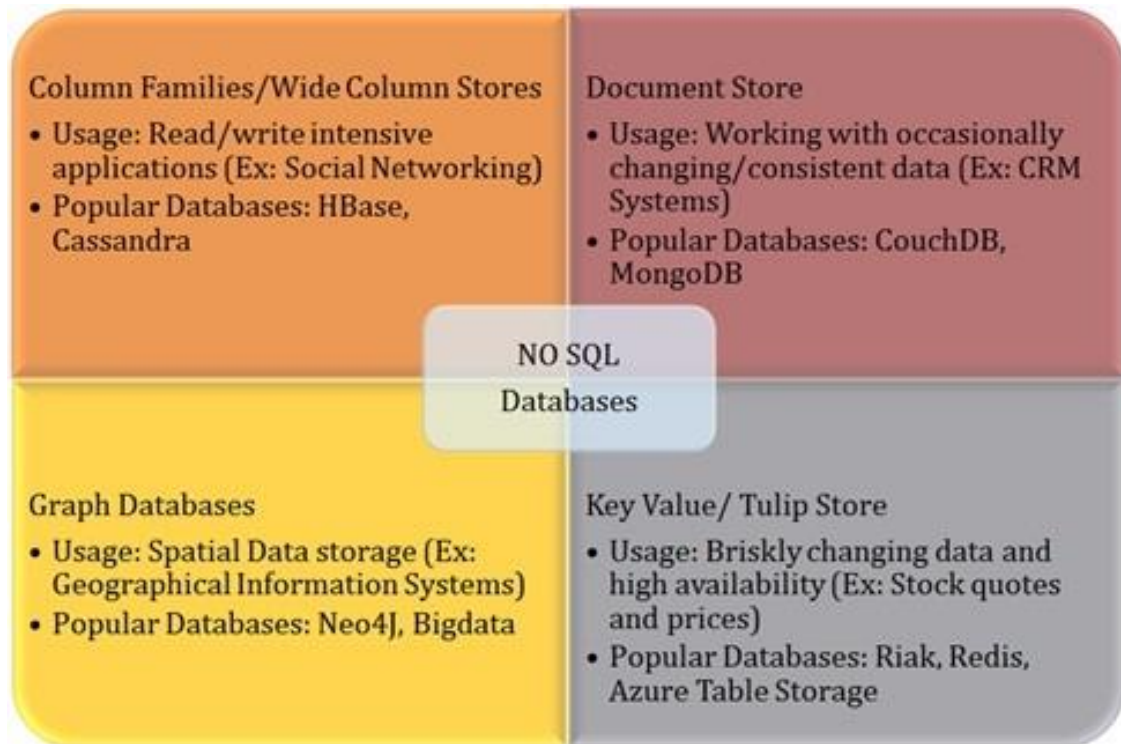 Column Families/Wide Column Stores
• Usage: Read/write intensive
applications (Ex: Social Networking)
• Popular Databases: HBase,
Cassandra
Document Store
• Usage: Working with occasionally
changing/consistent data (Ex: CRM
Systems)
• Popular Databases: CouchDB,
MongoDB
NO SQL
Databases
Graph Databases
• Usage: Spatial Data storage (Ex:
Geographical Information Systems)
• Popular Databases: Neo4J, Bigdata
Key Value/ Tulip Store
• Usage: Briskly changing data and
high availability (Ex: Stock quotes
and prices)
• Popular Databases: Riak, Redis,
Azure Table Storage